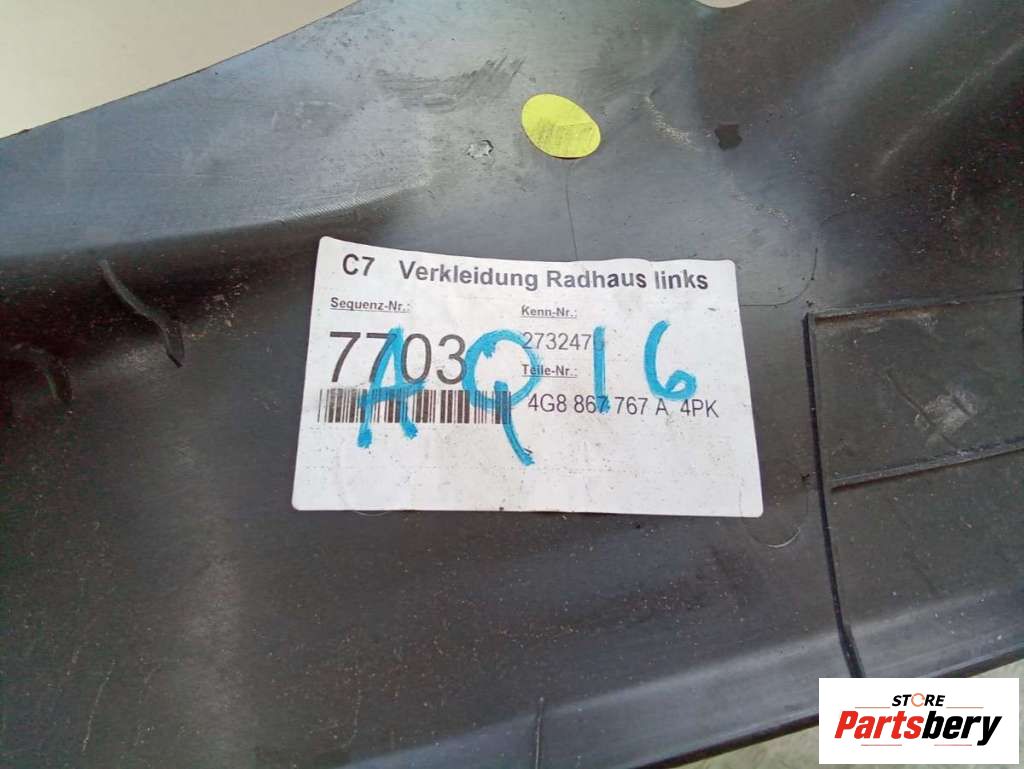 C7 Verkleidung Radhaus links
Sequenz-Nr.: Kenn-Nr.:
7703
Teile-Nr.:
4G8 867 767 A 4PK
AQ16
STORE
Partsbery